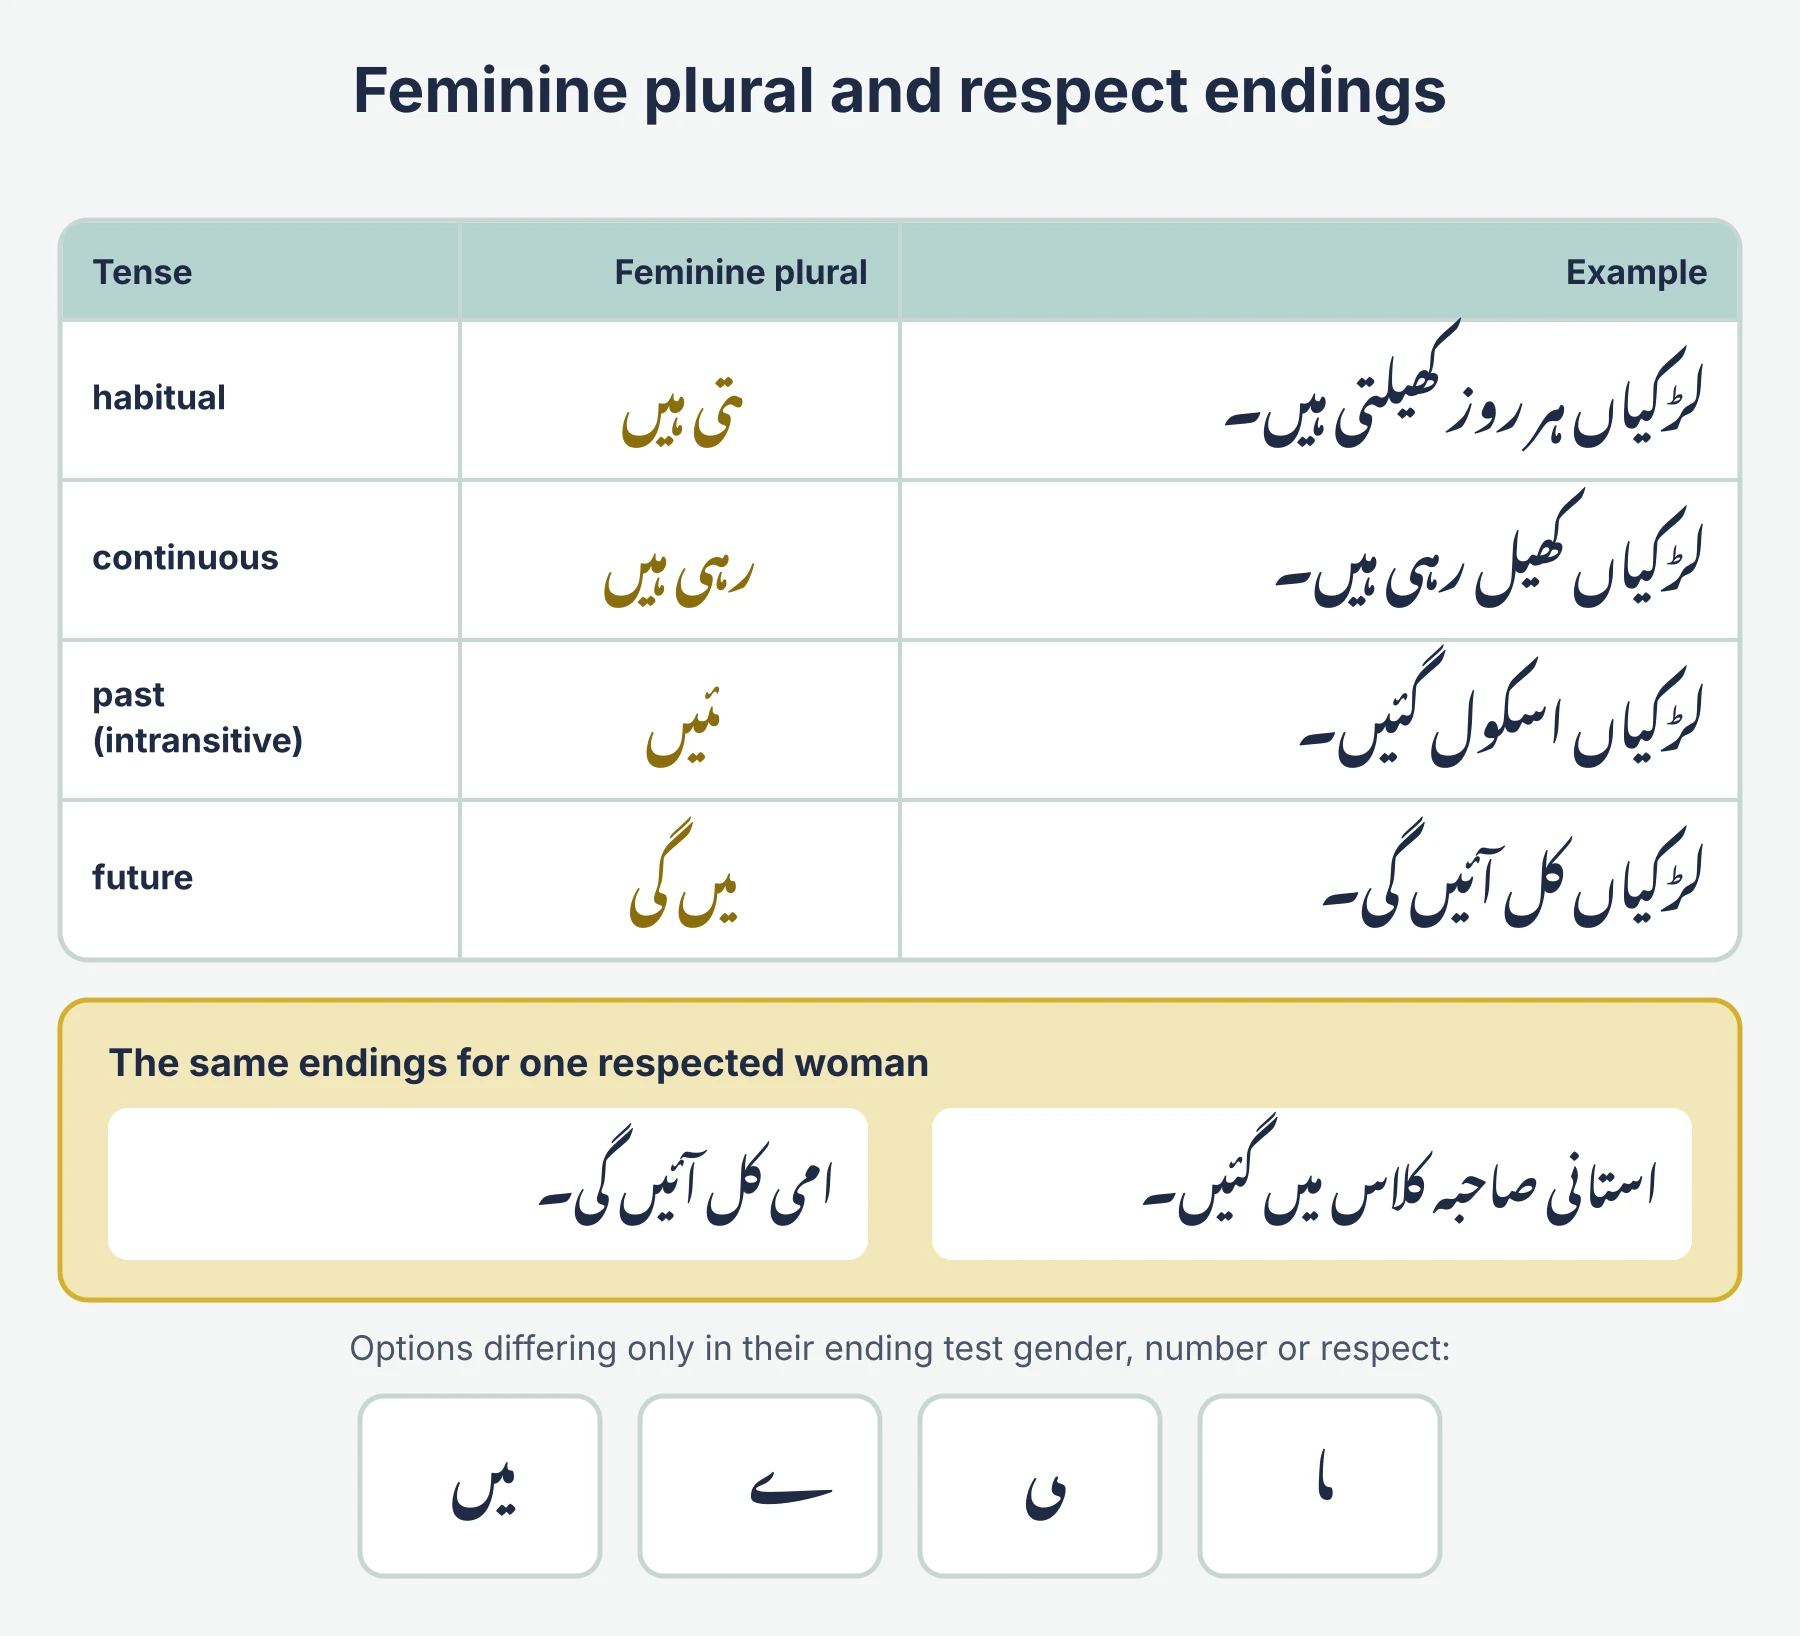 Feminine plural and respect endings
Tense	Feminine plural	Example
habitual	تی ہیں	لڑکیاں ہر روز کھیلتی ہیں۔
continuous	رہی ہیں	لڑکیاں کھیل رہی ہیں۔
past
(intransitive)	ئیں	لڑکیاں اسکول گئیں۔
future	یں گی	لڑکیاں کل آئیں گی۔
The same endings for one respected woman
استانی صاحبہ کلاس میں گئیں۔
امی کل آئیں گی۔
Options differing only in their ending test gender, number or respect:
ا
ی
ے
یں